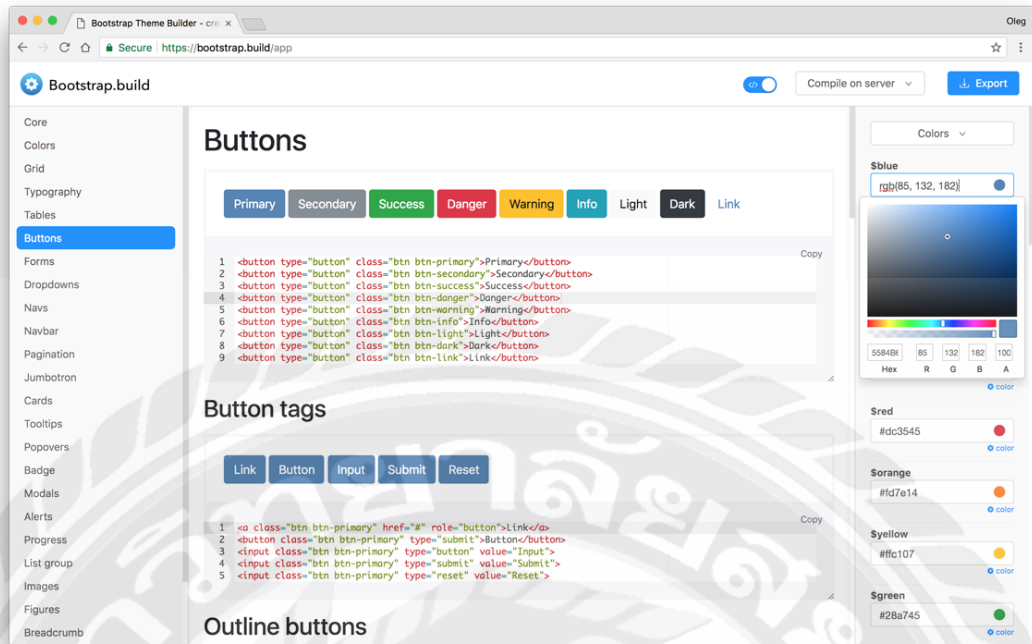 Bootstrap Theme Builder - cre
Oleg
Secure https://bootstrap.build/app
Bootstrap.build
Compile on server
Export
Core
Colors
Grid
Typography
Tables
Buttons
Forms
Dropdowns
Navs
Navbar
Pagination
Jumbotron
Cards
Tooltips
Popovers
Badge
Modals
Alerts
Progress
List group
Images
Figures
Breadcrumb
Buttons
Primary Secondary Success Danger Warning Info Light Dark Link
Copy
1 <button type="button" class="btn btn-primary">Primary</button>
2 <button type="button" class="btn btn-secondary">Secondary</button>
3 <button type="button" class="btn btn-success">Success</button>
4 <button type="button" class="btn btn-danger">Danger</button>
5 <button type="button" class="btn btn-warning">Warning</button>
6 <button type="button" class="btn btn-info">Info</button>
7 <button type="button" class="btn btn-light">Light</button>
8 <button type="button" class="btn btn-dark">Dark</button>
9 <button type="button" class="btn btn-link">Link</button>
Button tags
Link Button Input Submit Reset
Copy
1 <a class="btn btn-primary" href="#" role="button">Link</a>
2 <button class="btn btn-primary" type="submit">Button</button>
3 <input class="btn btn-primary" type="button" value="Input">
4 <input class="btn btn-primary" type="submit" value="Submit">
5 <input class="btn btn-primary" type="reset" value="Reset">
Outline buttons
Colors
$blue
rgb(85, 132, 182)
5584B6 85 132 182 100
Hex R G B A
color
$red
#dc3545
color
$orange
#fd7e14
color
$yellow
#ffc107
color
$green
#28a745
color